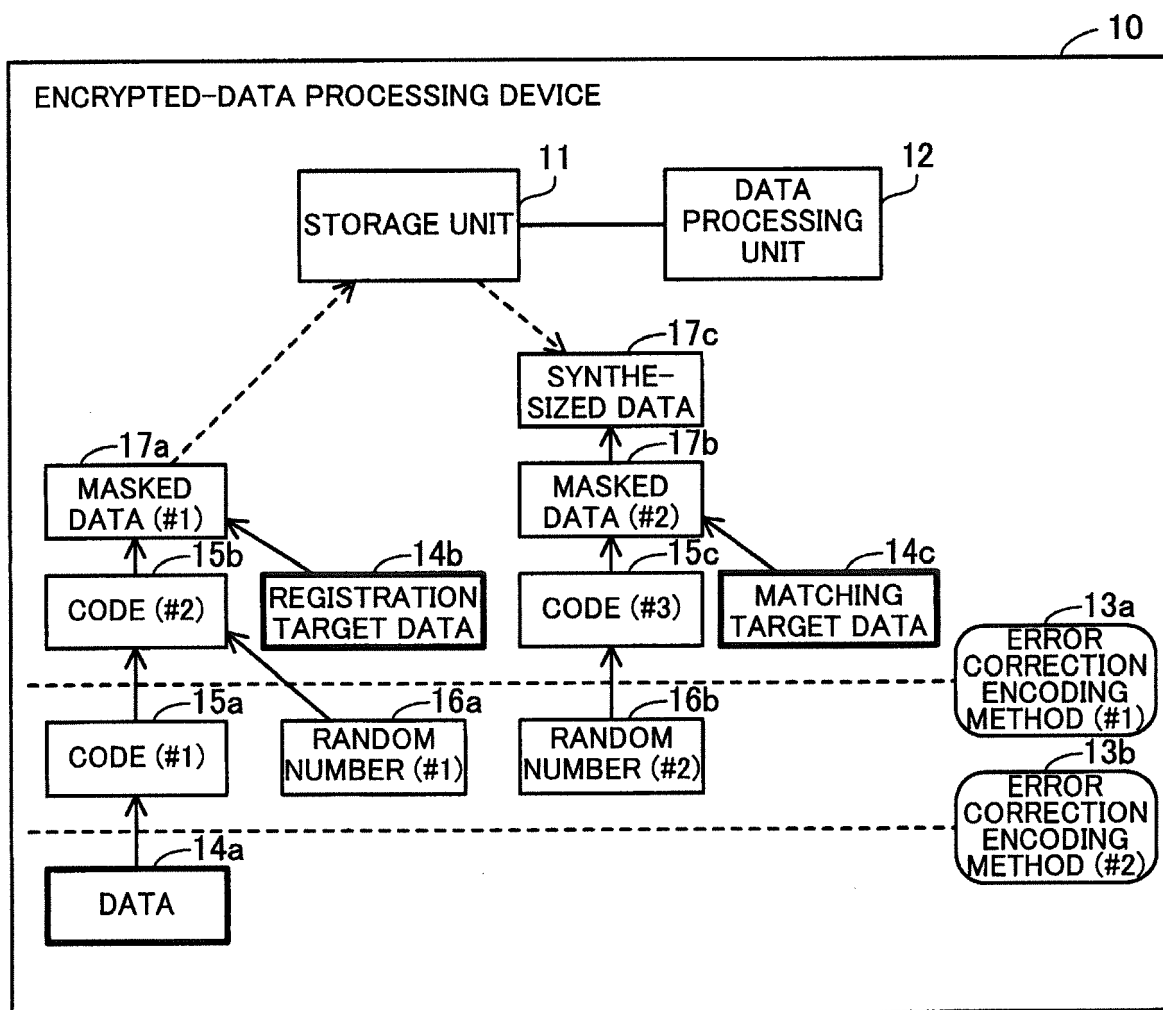 10
ENCRYPTED-DATA PROCESSING DEVICE
11
STORAGE UNIT
12
DATA
PROCESSING
UNIT
17c
SYNTHE-
SIZED DATA
17a
MASKED
DATA (#1)
17b
MASKED
DATA (#2)
15b
CODE (#2)
14b
REGISTRATION
TARGET DATA
15c
CODE (#3)
14c
MATCHING
TARGET DATA
13a
ERROR
CORRECTION
ENCODING
METHOD (#1)
15a
CODE (#1)
16a
RANDOM
NUMBER (#1)
16b
RANDOM
NUMBER (#2)
13b
ERROR
CORRECTION
ENCODING
METHOD (#2)
14a
DATA